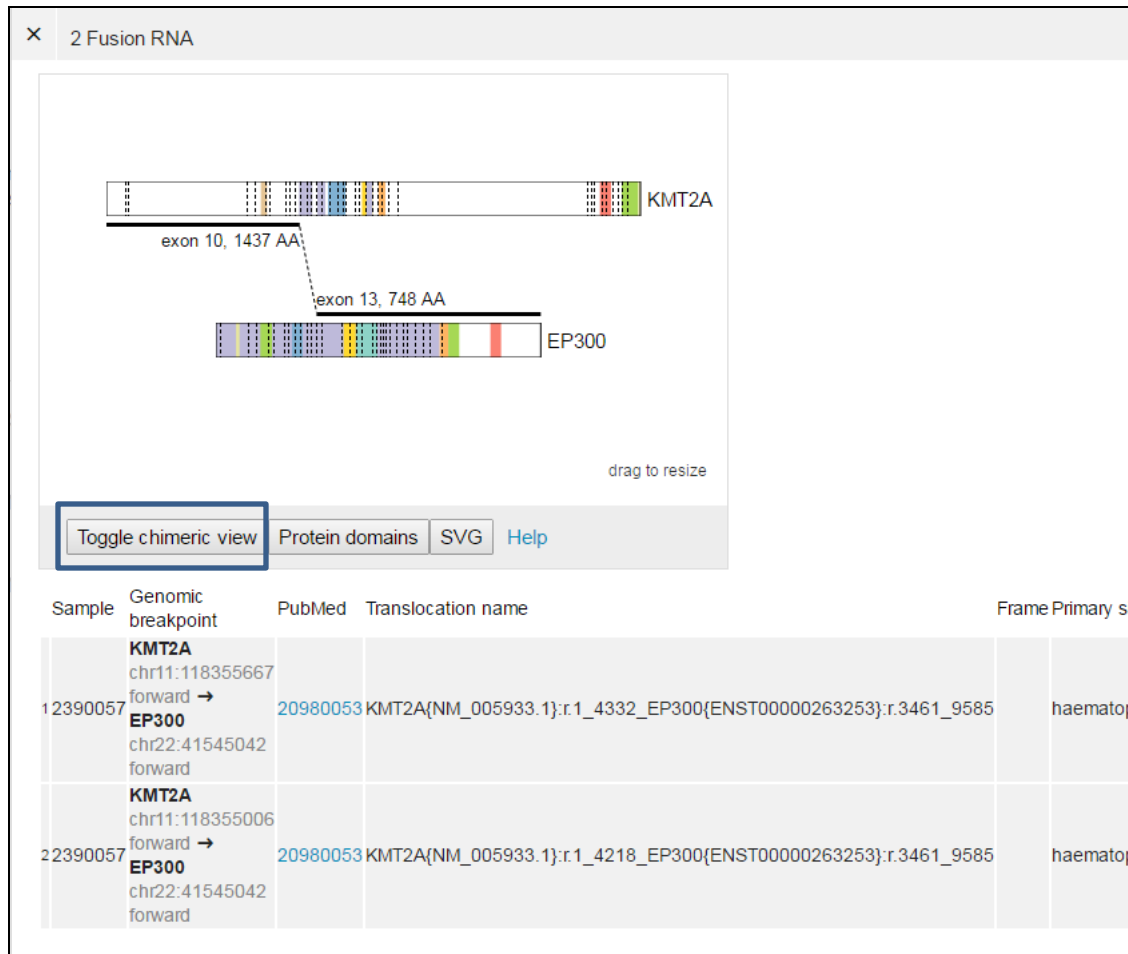 × 2 Fusion RNA
KMT2A
exon 10, 1437 AA
exon 13, 748 AA
EP300
drag to resize
Toggle chimeric view Protein domains SVG Help
Sample Genomic breakpoint PubMed Translocation name Frame Primary s
KMT2A
chr11:118355667
forward →
1 2390057 20980053 KMT2A{NM_005933.1}:r.1_4332_EP300{ENST00000263253}:r.3461_9585 haematop
EP300
chr22:41545042
forward
KMT2A
chr11:118355006
forward →
2 2390057 20980053 KMT2A{NM_005933.1}:r.1_4218_EP300{ENST00000263253}:r.3461_9585 haematop
EP300
chr22:41545042
forward